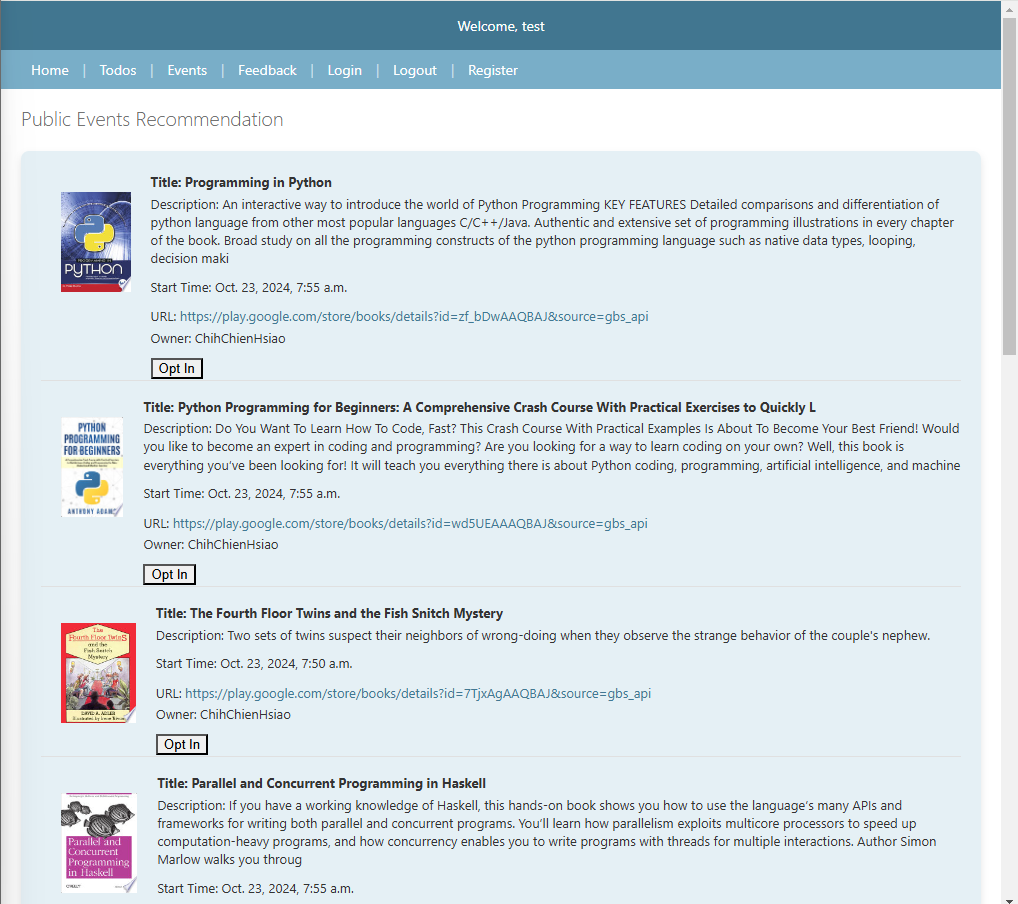 Welcome, test
Home | Todos | Events | Feedback | Login | Logout | Register
Public Events Recommendation
Title: Programming in Python
Description: An interactive way to introduce the world of Python Programming KEY FEATURES Detailed comparisons and differentiation of
python language from other most popular languages C/C++/Java. Authentic and extensive set of programming illustrations in every chapter
of the book. Broad study on all the programming constructs of the python programming language such as native data types, looping,
decision maki
PYTHON
Start Time: Oct. 23, 2024, 7:55 a.m.
URL: https://play.google.com/store/books/details?id=zf_bDwAAQBAJ&source=gbs_api
Owner: ChihChienHsiao
Opt In
Title: Python Programming for Beginners: A Comprehensive Crash Course With Practical Exercises to Quickly L
Description: Do You Want To Learn How To Code, Fast? This Crash Course With Practical Examples Is About To Become Your Best Friend! Would
you like to become an expert in coding and programming? Are you looking for a way to learn coding on your own? Well, this book is
everything you’ve been looking for! It will teach you everything there is about Python coding, programming, artificial intelligence, and machine
PYTHON
PROGRAMMING
FOR BEGINNERS
ANTHONY ADAMS
Start Time: Oct. 23, 2024, 7:55 a.m.
URL: https://play.google.com/store/books/details?id=wd5UEAAAQBAJ&source=gbs_api
Owner: ChihChienHsiao
Opt In
Title: The Fourth Floor Twins and the Fish Snitch Mystery
Description: Two sets of twins suspect their neighbors of wrong-doing when they observe the strange behavior of the couple's nephew.
The
Fourth Floor Twins
and the
Fish Snitch
Mystery
DAVID A. ADLER
Start Time: Oct. 23, 2024, 7:50 a.m.
URL: https://play.google.com/store/books/details?id=7TjxAgAAQBAJ&source=gbs_api
Owner: ChihChienHsiao
Opt In
Title: Parallel and Concurrent Programming in Haskell
Description: If you have a working knowledge of Haskell, this hands-on book shows you how to use the language’s many APIs and
frameworks for writing both parallel and concurrent programs. You’ll learn how parallelism exploits multicore processors to speed up
computation-heavy programs, and how concurrency enables you to write programs with threads for multiple interactions. Author Simon
Marlow walks you throug
Parallel and
Concurrent
Programming
in Haskell
O'REILLY
Start Time: Oct. 23, 2024, 7:55 a.m.